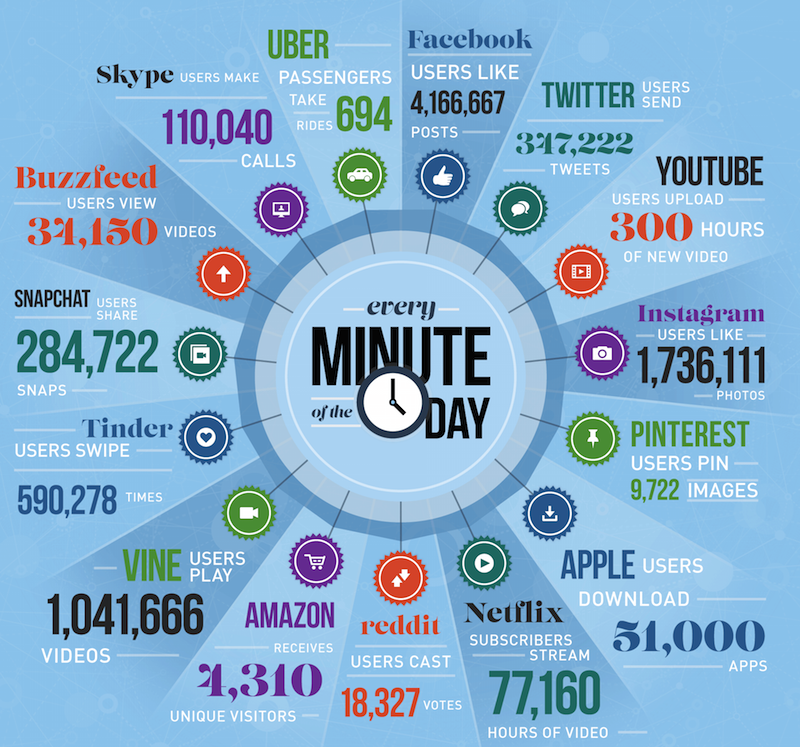 every
MINUTE
of the DAY
Facebook
USERS LIKE
4,166,667
POSTS
TWITTER USERS SEND
347,222
TWEETS
YOUTUBE
USERS UPLOAD
300 HOURS
OF NEW VIDEO
Instagram
USERS LIKE
1,736,111
PHOTOS
PINTEREST
USERS PIN
9,722 IMAGES
APPLE USERS
DOWNLOAD
51,000
APPS
Netflix
SUBSCRIBERS
STREAM
77,160
HOURS OF VIDEO
reddit
USERS CAST
18,327 VOTES
AMAZON
RECEIVES
4,310
UNIQUE VISITORS
VINE USERS PLAY
1,041,666
VIDEOS
Tinder
USERS SWIPE
590,278 TIMES
SNAPCHAT USERS SHARE
284,722
SNAPS
Buzzfeed
USERS VIEW
34,150 VIDEOS
Skype USERS MAKE
110,040
CALLS
UBER
PASSENGERS
TAKE
RIDES 694